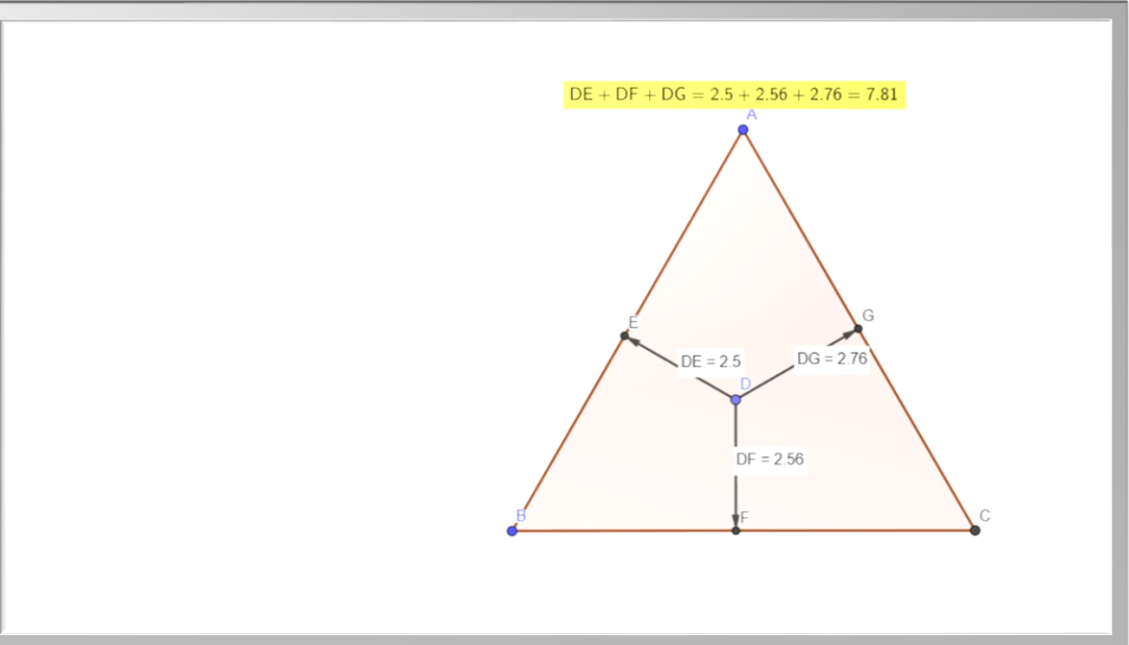 DE + DF + DG = 2.5 + 2.56 + 2.76 = 7.81
A
E
G
DE = 2.5
DG = 2.76
D
DF = 2.56
B
F
C